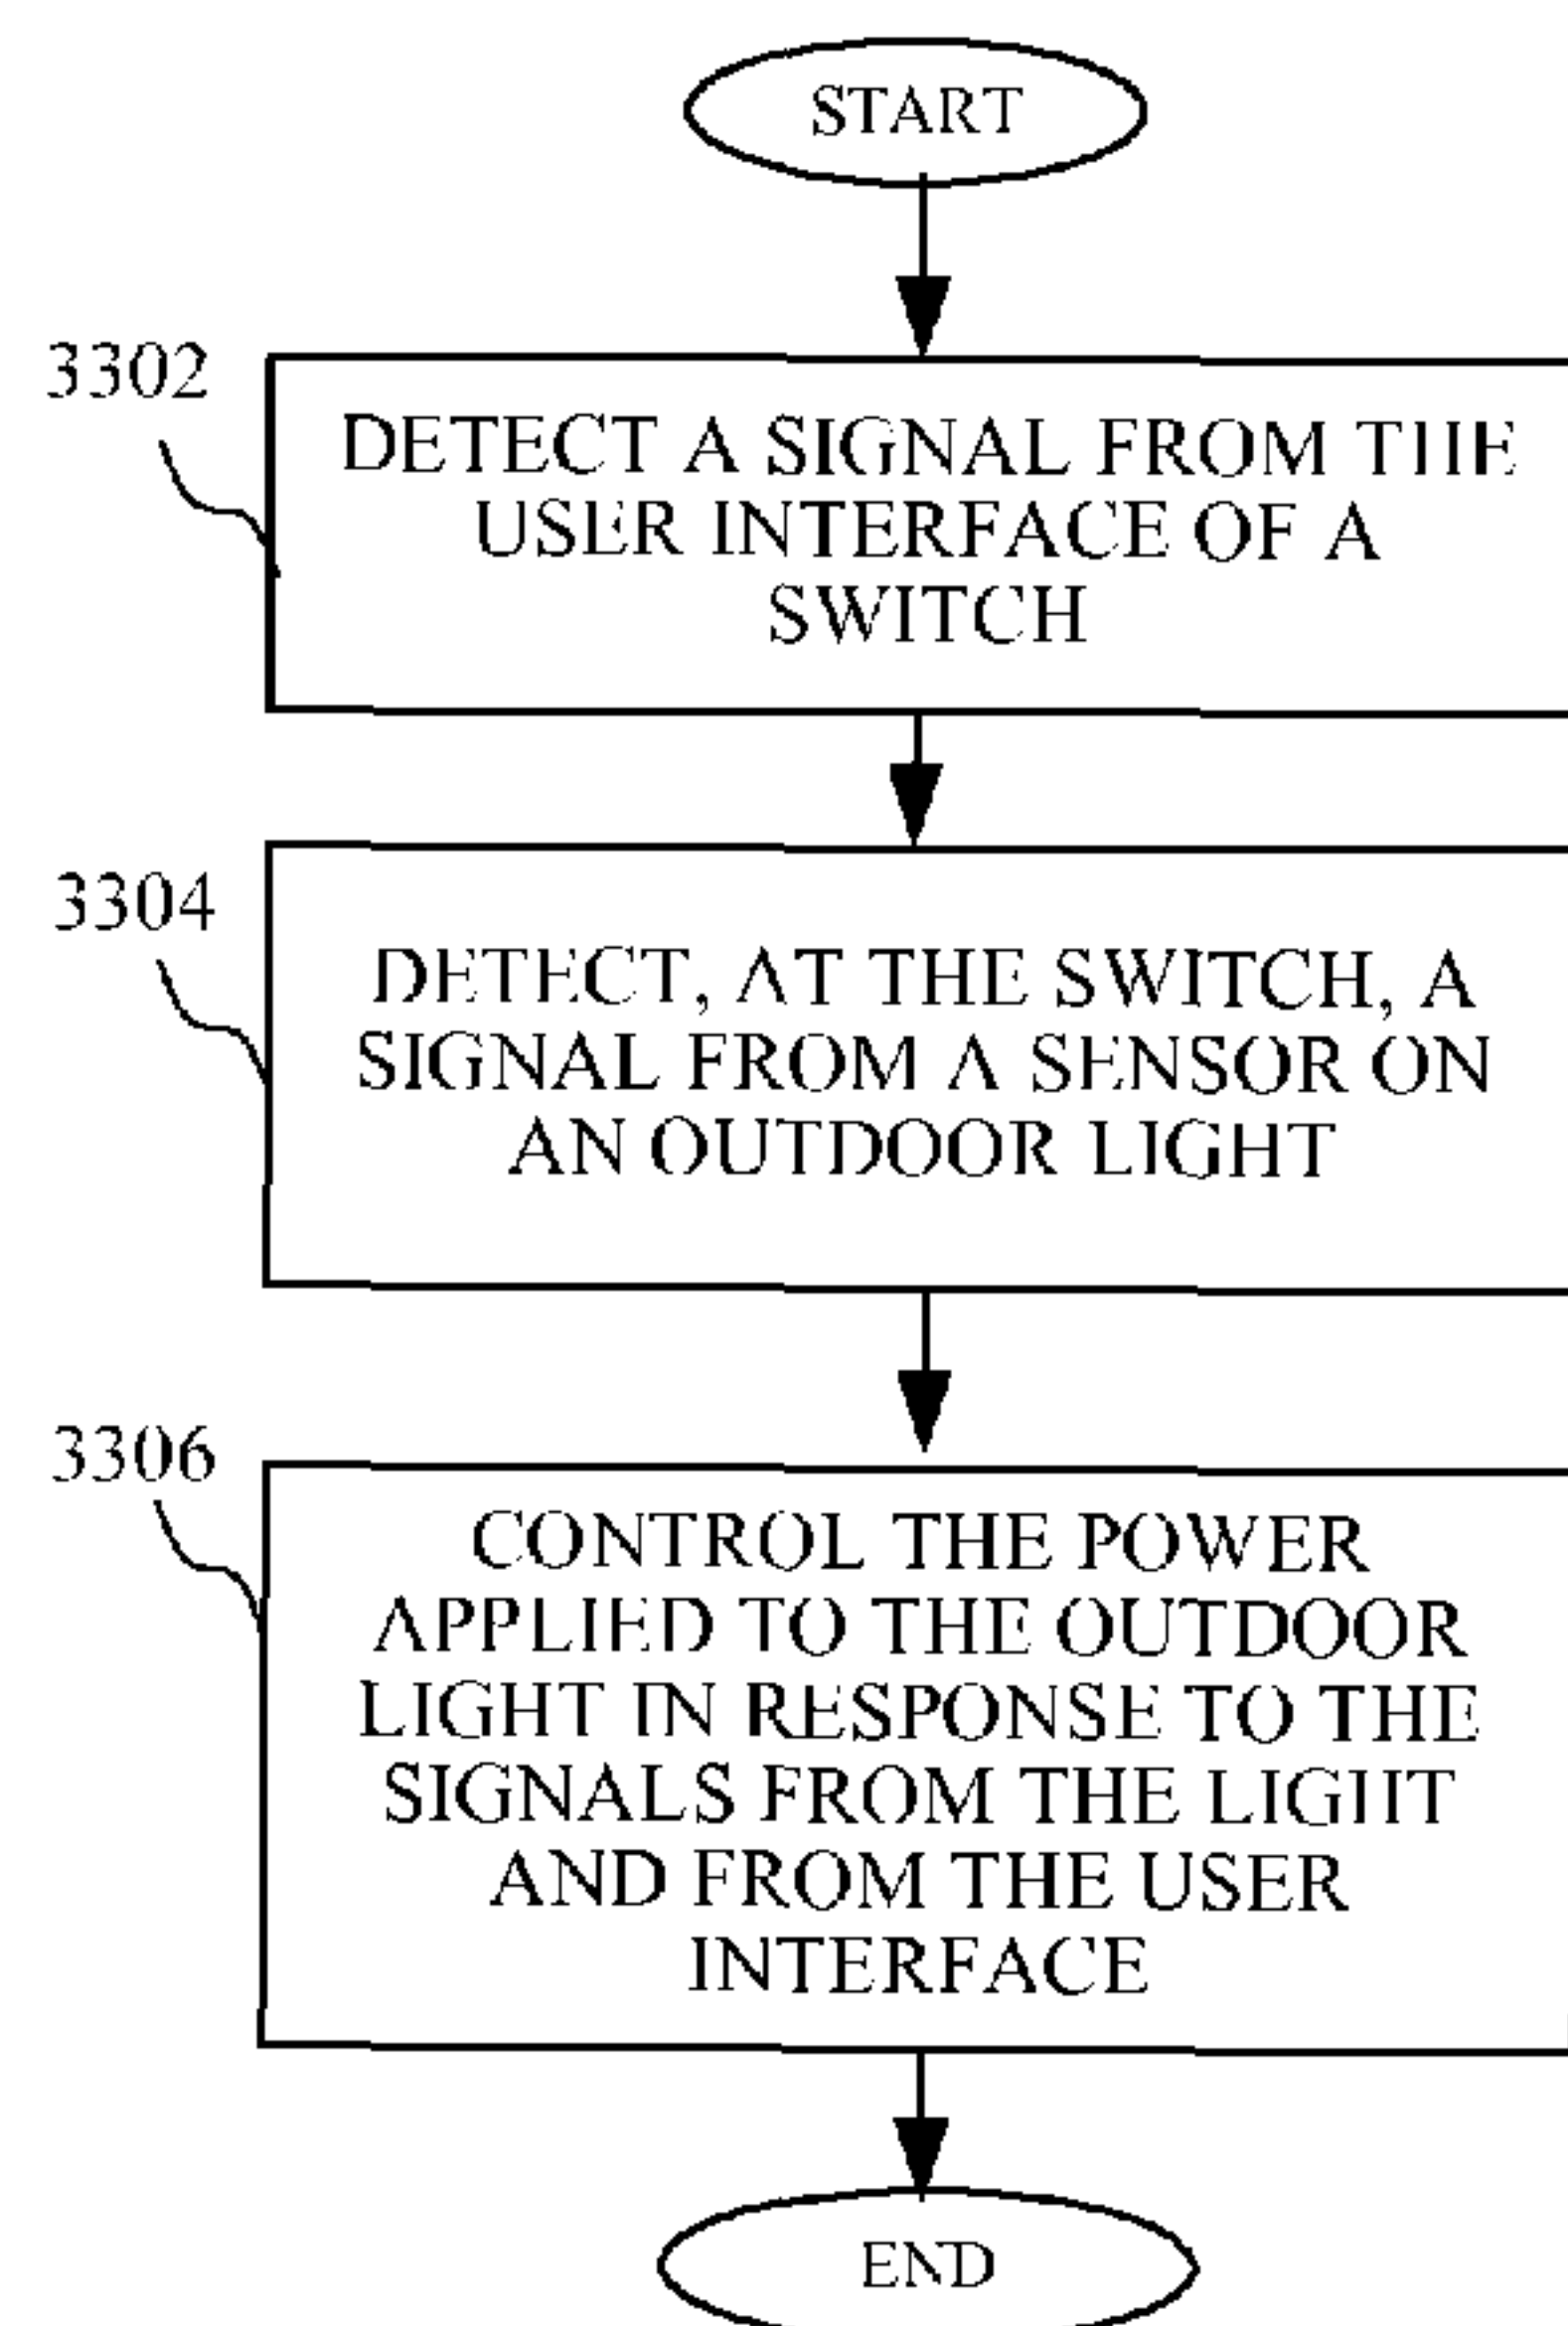 START
3302
DETECT A SIGNAL FROM THE
USER INTERFACE OF A
SWITCH
3304
DETECT, AT THE SWITCH, A
SIGNAL FROM A SENSOR ON
AN OUTDOOR LIGHT
3306
CONTROL THE POWER
APPLIED TO THE OUTDOOR
LIGHT IN RESPONSE TO THE
SIGNALS FROM THE LIGHT
AND FROM THE USER
INTERFACE
END